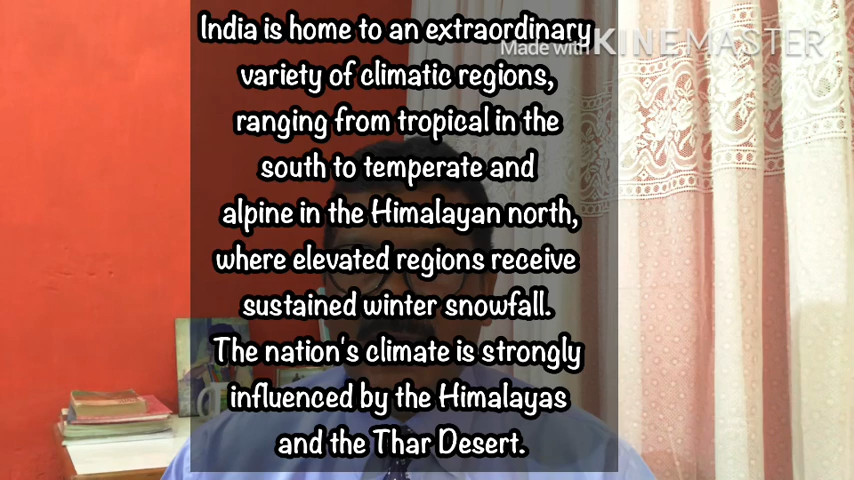 India is home to an extraordinary
Made with KINEMASTER
variety of climatic regions,
ranging from tropical in the
south to temperate and
alpine in the Himalayan north,
where elevated regions receive
sustained winter snowfall.
The nation's climate is strongly
influenced by the Himalayas
and the Thar Desert.